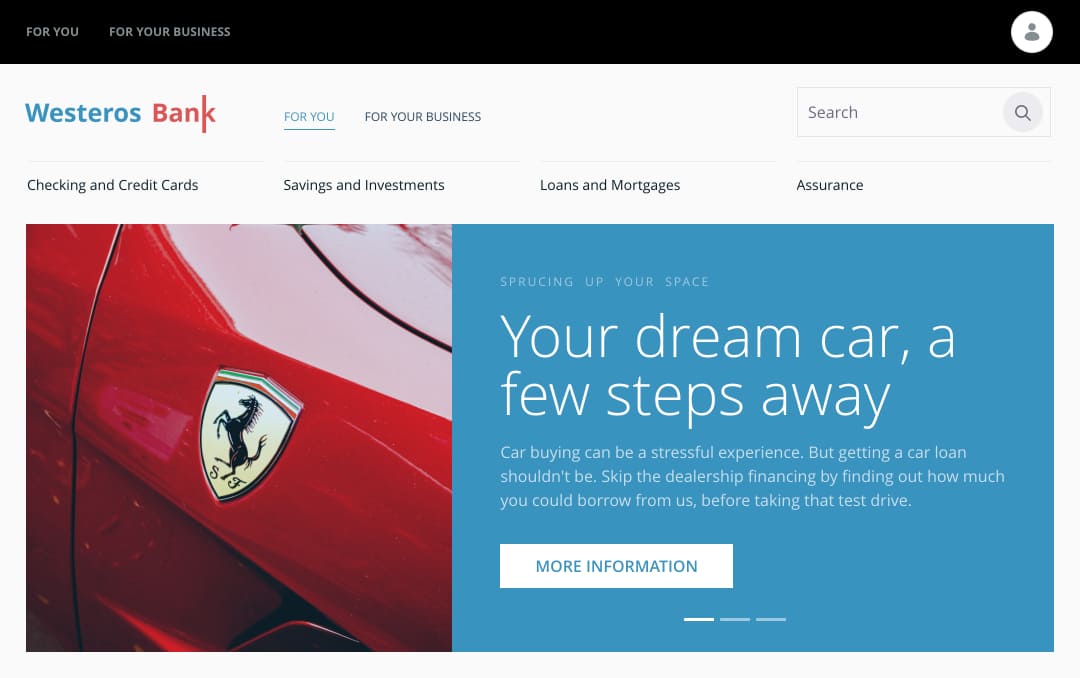 FOR YOU
FOR YOUR BUSINESS
Westeros Bank
FOR YOU
FOR YOUR BUSINESS
Search
Checking and Credit Cards
Savings and Investments
Loans and Mortgages
Assurance
S F
SPRUCING UP YOUR SPACE
Your dream car, a
few steps away
Car buying can be a stressful experience. But getting a car loan
shouldn't be. Skip the dealership financing by finding out how much
you could borrow from us, before taking that test drive.
MORE INFORMATION